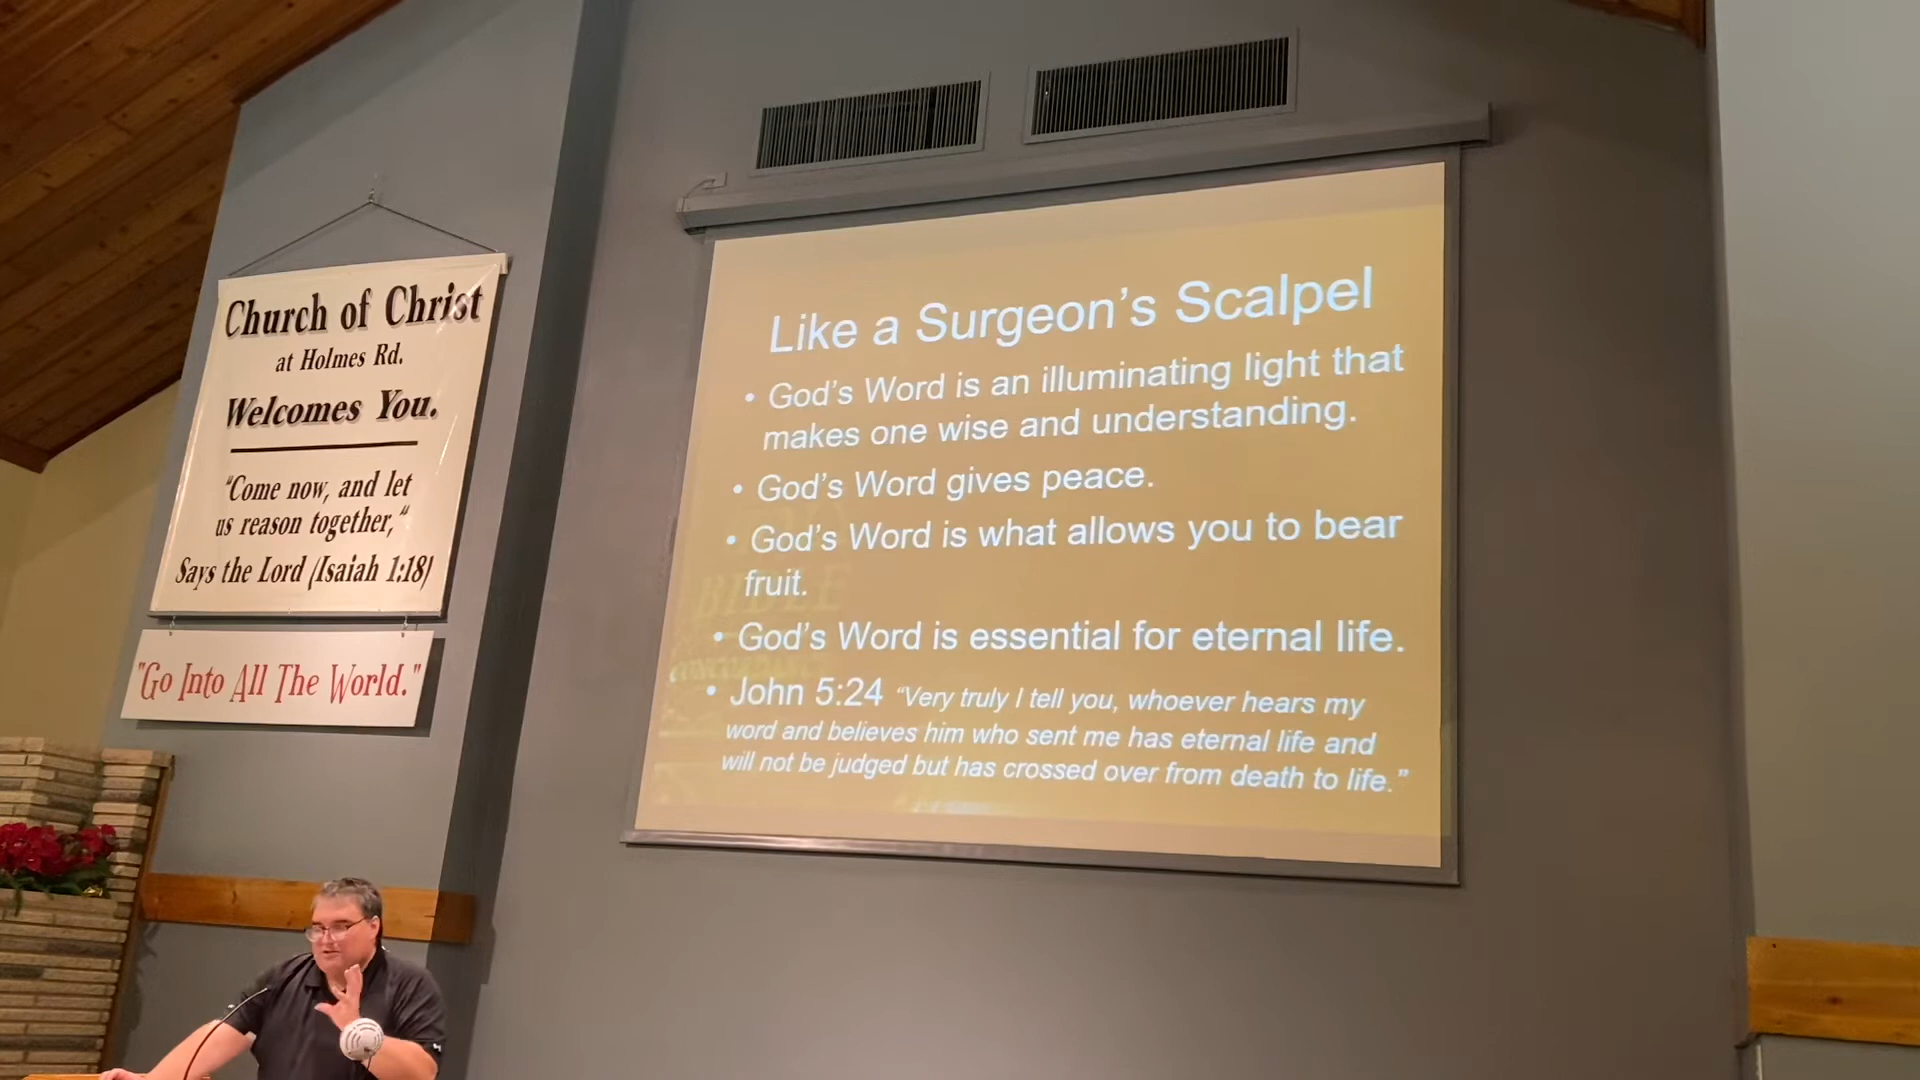 Church of Christ
at Holmes Rd.
Welcomes You.
"Come now, and let
us reason together,"
Says the Lord (Isaiah 1:18)
"Go Into All The World."
Like a Surgeon's Scalpel
• God's Word is an illuminating light that
makes one wise and understanding.
• God's Word gives peace.
• God's Word is what allows you to bear
fruit.
• God's Word is essential for eternal life.
• John 5:24 “Very truly I tell you, whoever hears my
word and believes him who sent me has eternal life and
will not be judged but has crossed over from death to life.”
BIBLE